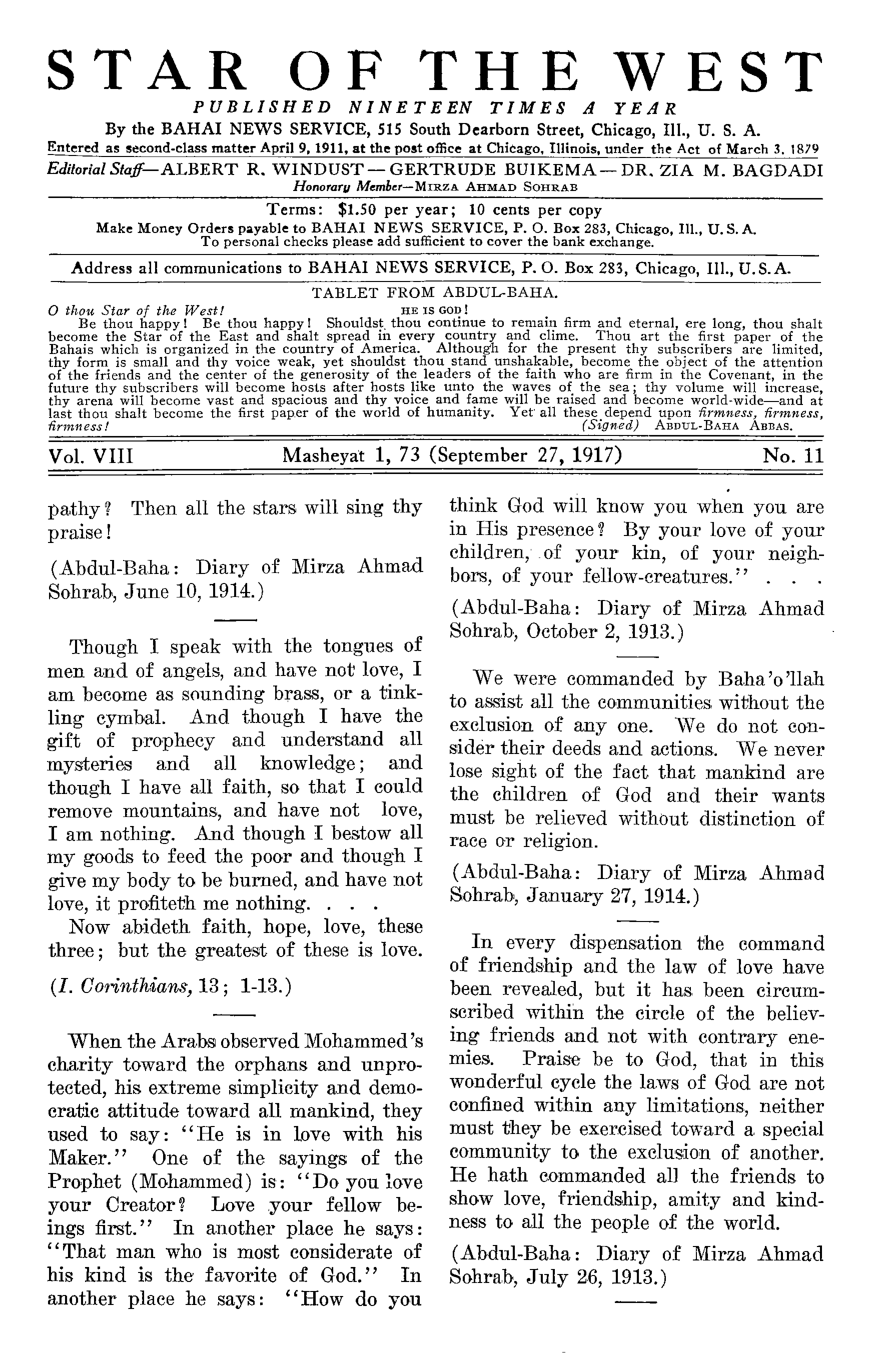 STAR OF THE WEST
PUBLISHED NINETEEN TIMES A YEAR
By the BAHAI NEWS SERVICE, 515 South Dearborn Street, Chicago, Ill., U. S. A.
Entered as second-class matter April 9, 1911, at the post office at Chicago, Illinois, under the Act of March 3, 1879
Editorial Staff—ALBERT R. WINDUST—GERTRUDE BUIKEMA—DR. ZIA M. BAGDADI
Honorary Member—MIRZA AHMAD SOHRAB
Terms: $1.50 per year; 10 cents per copy
Make Money Orders payable to BAHAI NEWS SERVICE, P. O. Box 283, Chicago, Ill., U. S. A.
To personal checks please add sufficient to cover the bank exchange.
Address all communications to BAHAI NEWS SERVICE, P. O. Box 283, Chicago, Ill., U. S. A.
TABLET FROM ABDUL-BAHA.
O thou Star of the West! HE IS GOD!
Be thou happy! Be thou happy! Shouldst thou continue to remain firm and eternal, ere long, thou shalt
become the Star of the East and shalt spread in every country and clime. Thou art the first paper of the
Bahais which is organized in the country of America. Although for the present thy subscribers are limited,
thy form is small and thy voice weak, yet shouldst thou stand unshakable, become the object of the attention
of the friends and the center of the generosity of the leaders of the faith who are firm in the Covenant, in the
future thy subscribers will become hosts after hosts like unto the waves of the sea; thy volume will increase,
thy arena will become vast and spacious and thy voice and fame will be raised and become world-wide—and at
last thou shalt become the first paper of the world of humanity. Yet all these depend upon firmness, firmness,
firmness! (Signed) ABDUL-BAHA ABBAS.
Vol. VIII Masheyat 1, 73 (September 27, 1917) No. 11
pathy? Then all the stars will sing thy
praise!
(Abdul-Baha: Diary of Mirza Ahmad
Sohrab, June 10, 1914.)
Though I speak with the tongues of
men and of angels, and have not love, I
am become as sounding brass, or a tink-
ling cymbal. And though I have the
gift of prophecy and understand all
mysteries and all knowledge; and
though I have all faith, so that I could
remove mountains, and have not love,
I am nothing. And though I bestow all
my goods to feed the poor and though I
give my body to be burned, and have not
love, it profiteth me nothing. . . .
Now abideth faith, hope, love, these
three; but the greatest of these is love.
(I. Corinthians, 13; 1-13.)
When the Arabs observed Mohammed's
charity toward the orphans and unpro-
tected, his extreme simplicity and demo-
cratic attitude toward all mankind, they
used to say: "He is in love with his
Maker." One of the sayings of the
Prophet (Mohammed) is: "Do you love
your Creator? Love your fellow be-
ings first." In another place he says:
"That man who is most considerate of
his kind is the favorite of God." In
another place he says: "How do you
think God will know you when you are
in His presence? By your love of your
children, of your kin, of your neigh-
bors, of your fellow-creatures." . . .
(Abdul-Baha: Diary of Mirza Ahmad
Sohrab, October 2, 1913.)
We were commanded by Baha'o'llah
to assist all the communities without the
exclusion of any one. We do not con-
sider their deeds and actions. We never
lose sight of the fact that mankind are
the children of God and their wants
must be relieved without distinction of
race or religion.
(Abdul-Baha: Diary of Mirza Ahmad
Sohrab, January 27, 1914.)
In every dispensation the command
of friendship and the law of love have
been revealed, but it has been circum-
scribed within the circle of the believ-
ing friends and not with contrary ene-
mies. Praise be to God, that in this
wonderful cycle the laws of God are not
confined within any limitations, neither
must they be exercised toward a special
community to the exclusion of another.
He hath commanded all the friends to
show love, friendship, amity and kind-
ness to all the people of the world.
(Abdul-Baha: Diary of Mirza Ahmad
Sohrab, July 26, 1913.)